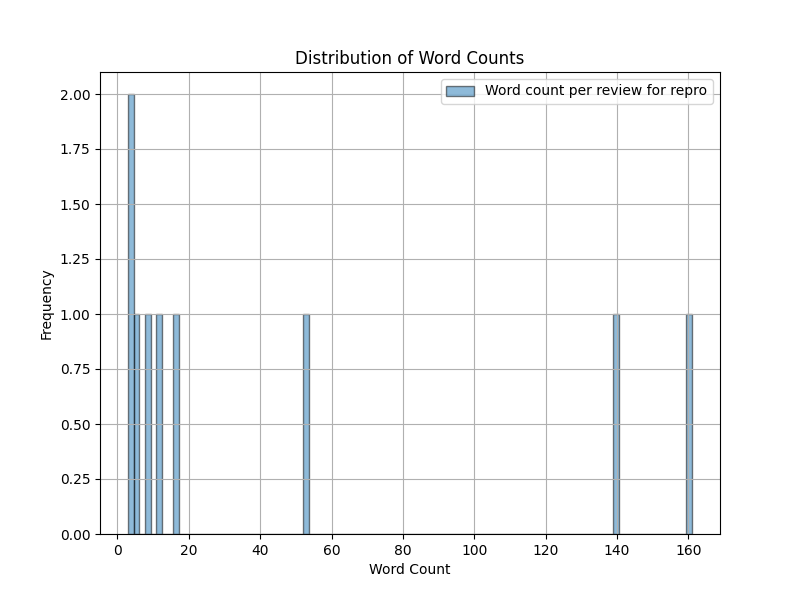 Distribution of Word Counts
Word count per review for repro
2.00
1.75
1.50
1.25
1.00
0.75
0.50
0.25
0.00
Frequency
0 20 40 60 80 100 120 140 160
Word Count